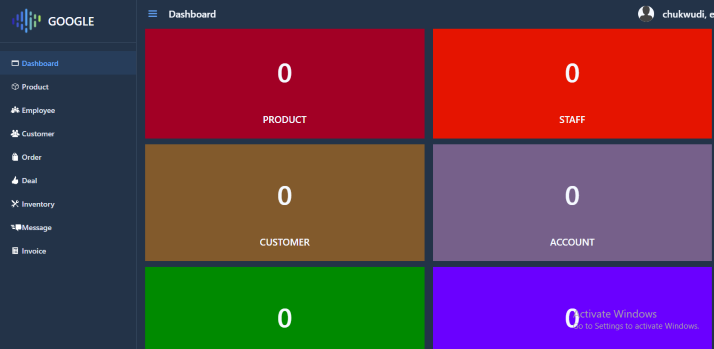 GOOGLE
Dashboard
chukwudi, e
Dashboard
Product
Employee
Customer
Order
Deal
Inventory
Message
Invoice
0
PRODUCT
0
STAFF
0
CUSTOMER
0
ACCOUNT
0
0
Activate Windows
Go to Settings to activate Windows.